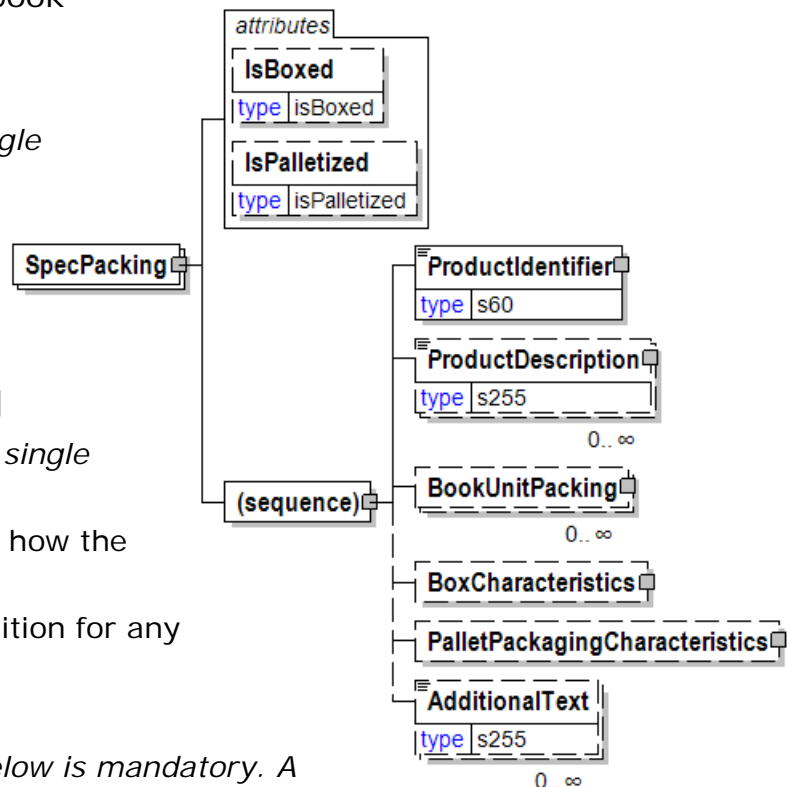 book
attributes
IsBoxed
type isBoxed
gle
IsPalletized
type isPalletized
SpecPacking
ProductIdentifier
type s60
ProductDescription
type s255
0.. ∞
single
(sequence)
BookUnitPacking
0.. ∞
how the
BoxCharacteristics
ition for any
PalletPackagingCharacteristics
AdditionalText
type s255
elow is mandatory. A
0.. ∞